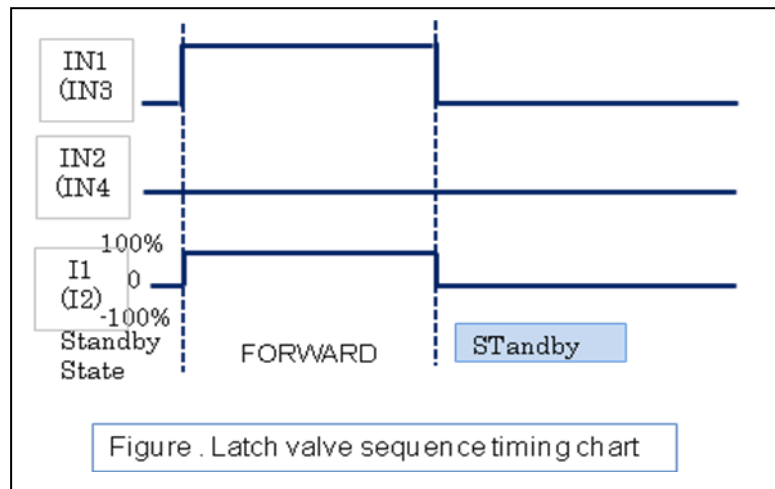 IN1
(IN3
IN2
(IN4
100%
I1
0
(I2)
-100%
Standby
State
FORWARD
STandby
Figure . Latch valve sequence timing chart